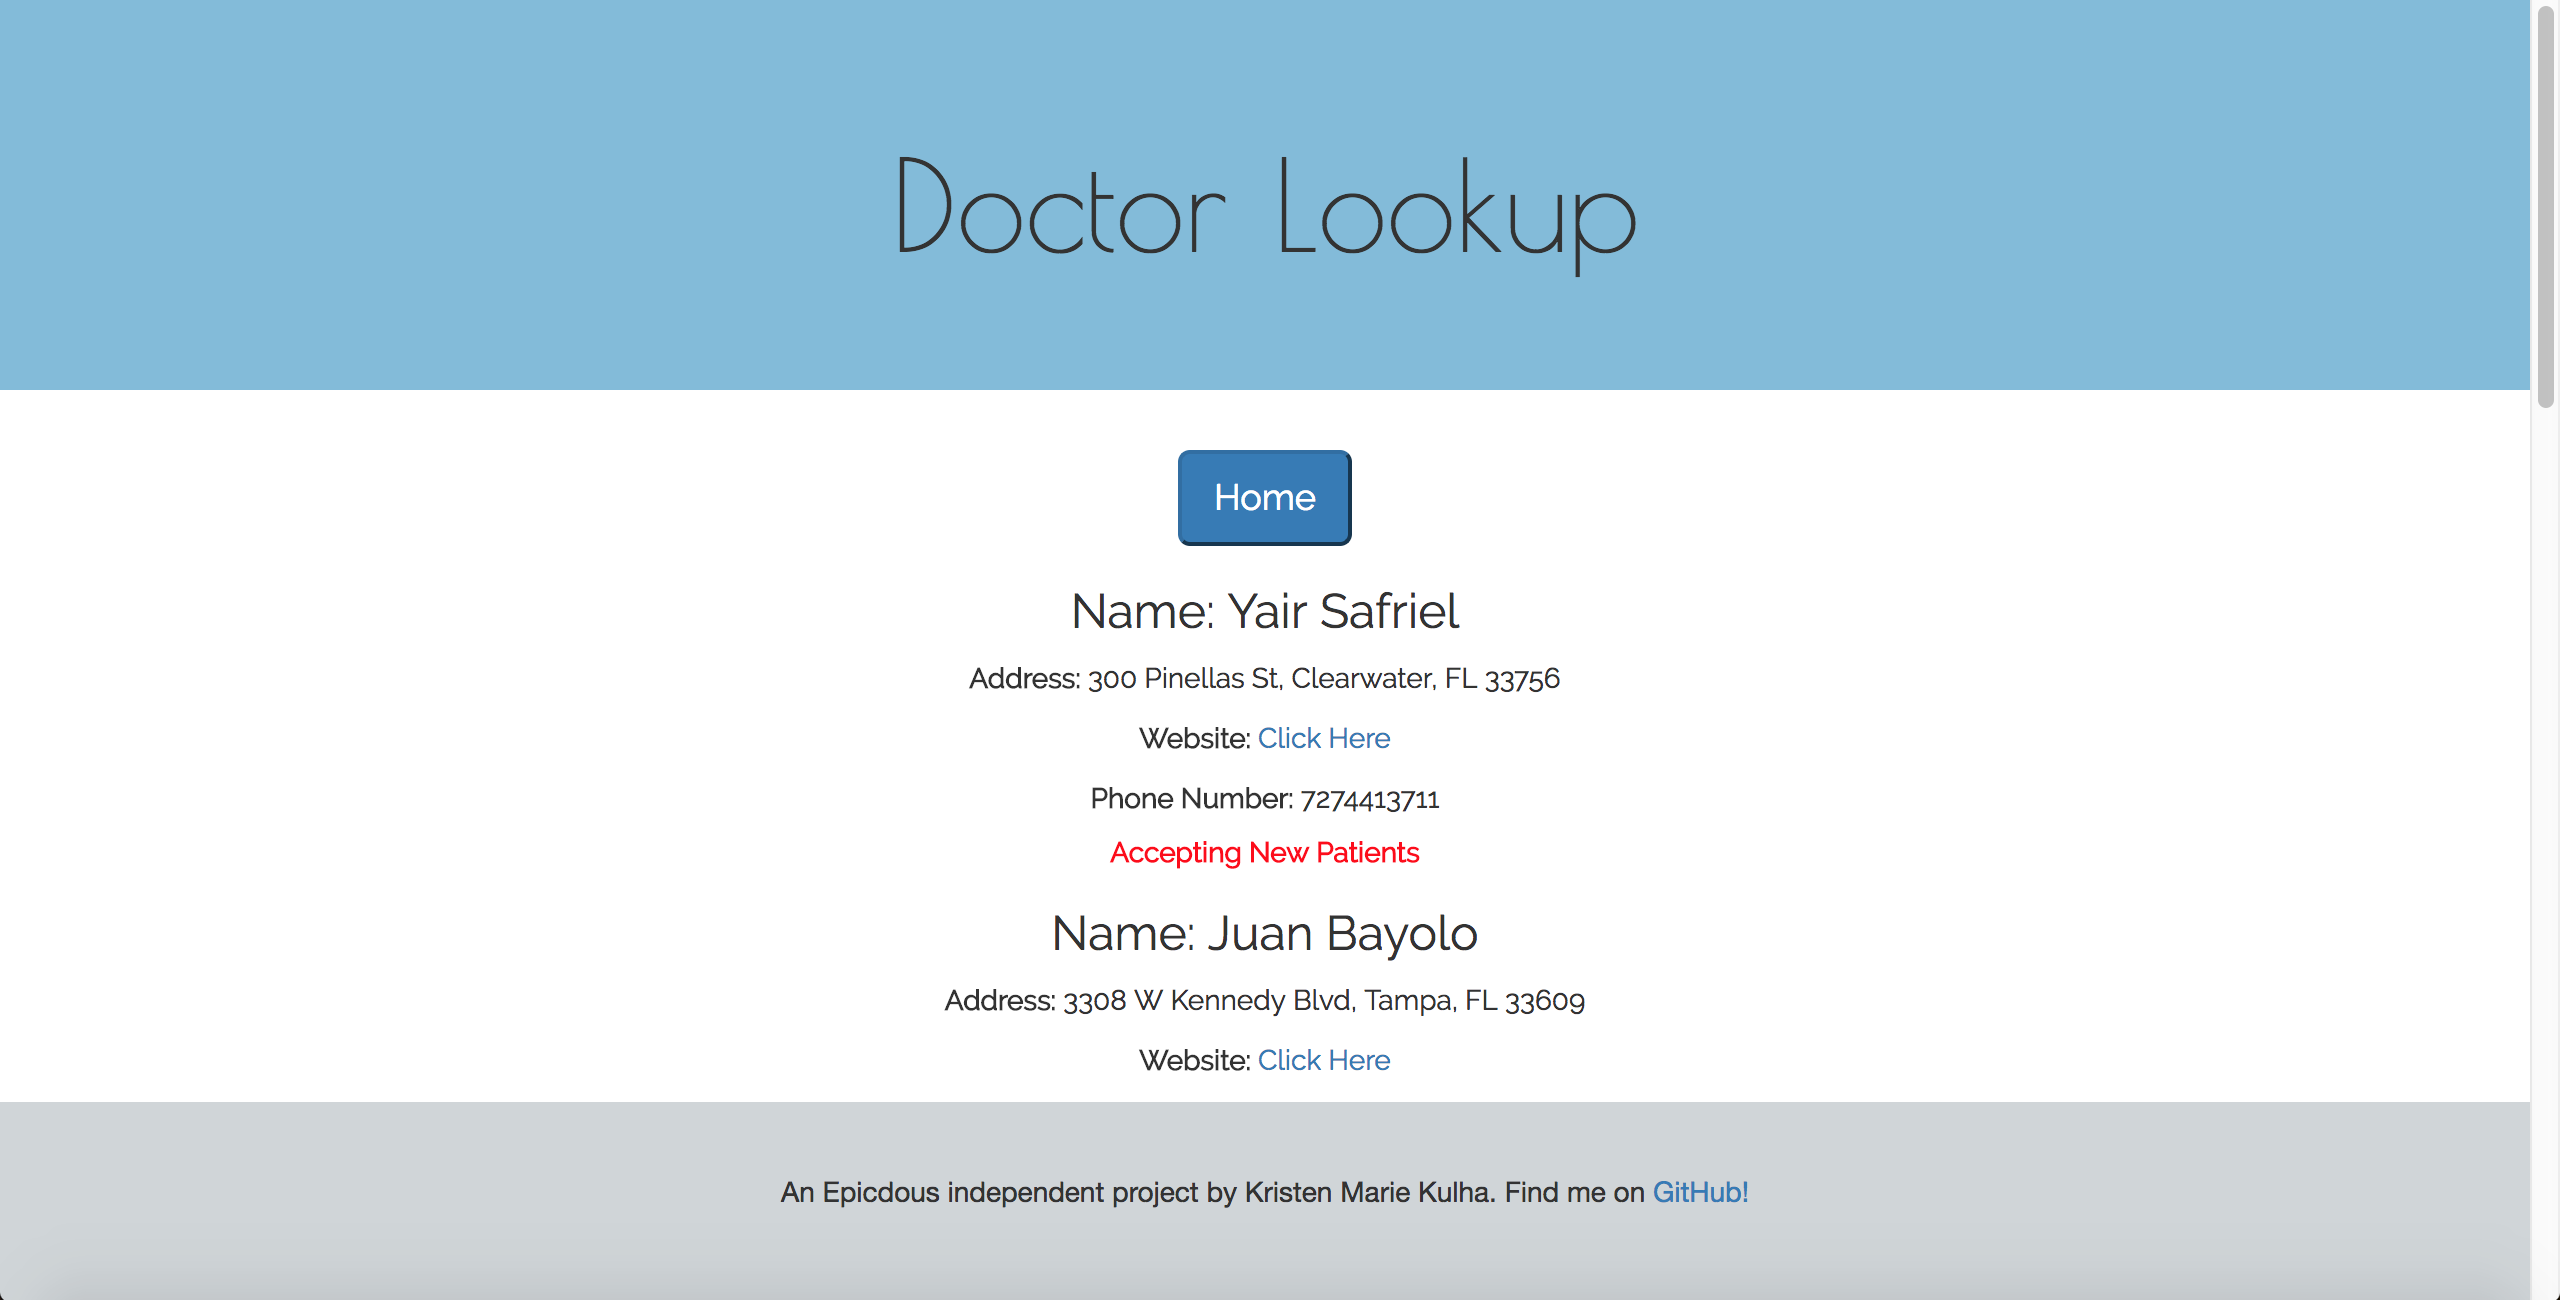 Doctor Lookup
Home
Name: Yair Safriel
Address: 300 Pinellas St, Clearwater, FL 33756
Website: Click Here
Phone Number: 7274413711
Accepting New Patients
Name: Juan Bayolo
Address: 3308 W Kennedy Blvd, Tampa, FL 33609
Website: Click Here
An Epicdous independent project by Kristen Marie Kulha. Find me on GitHub!